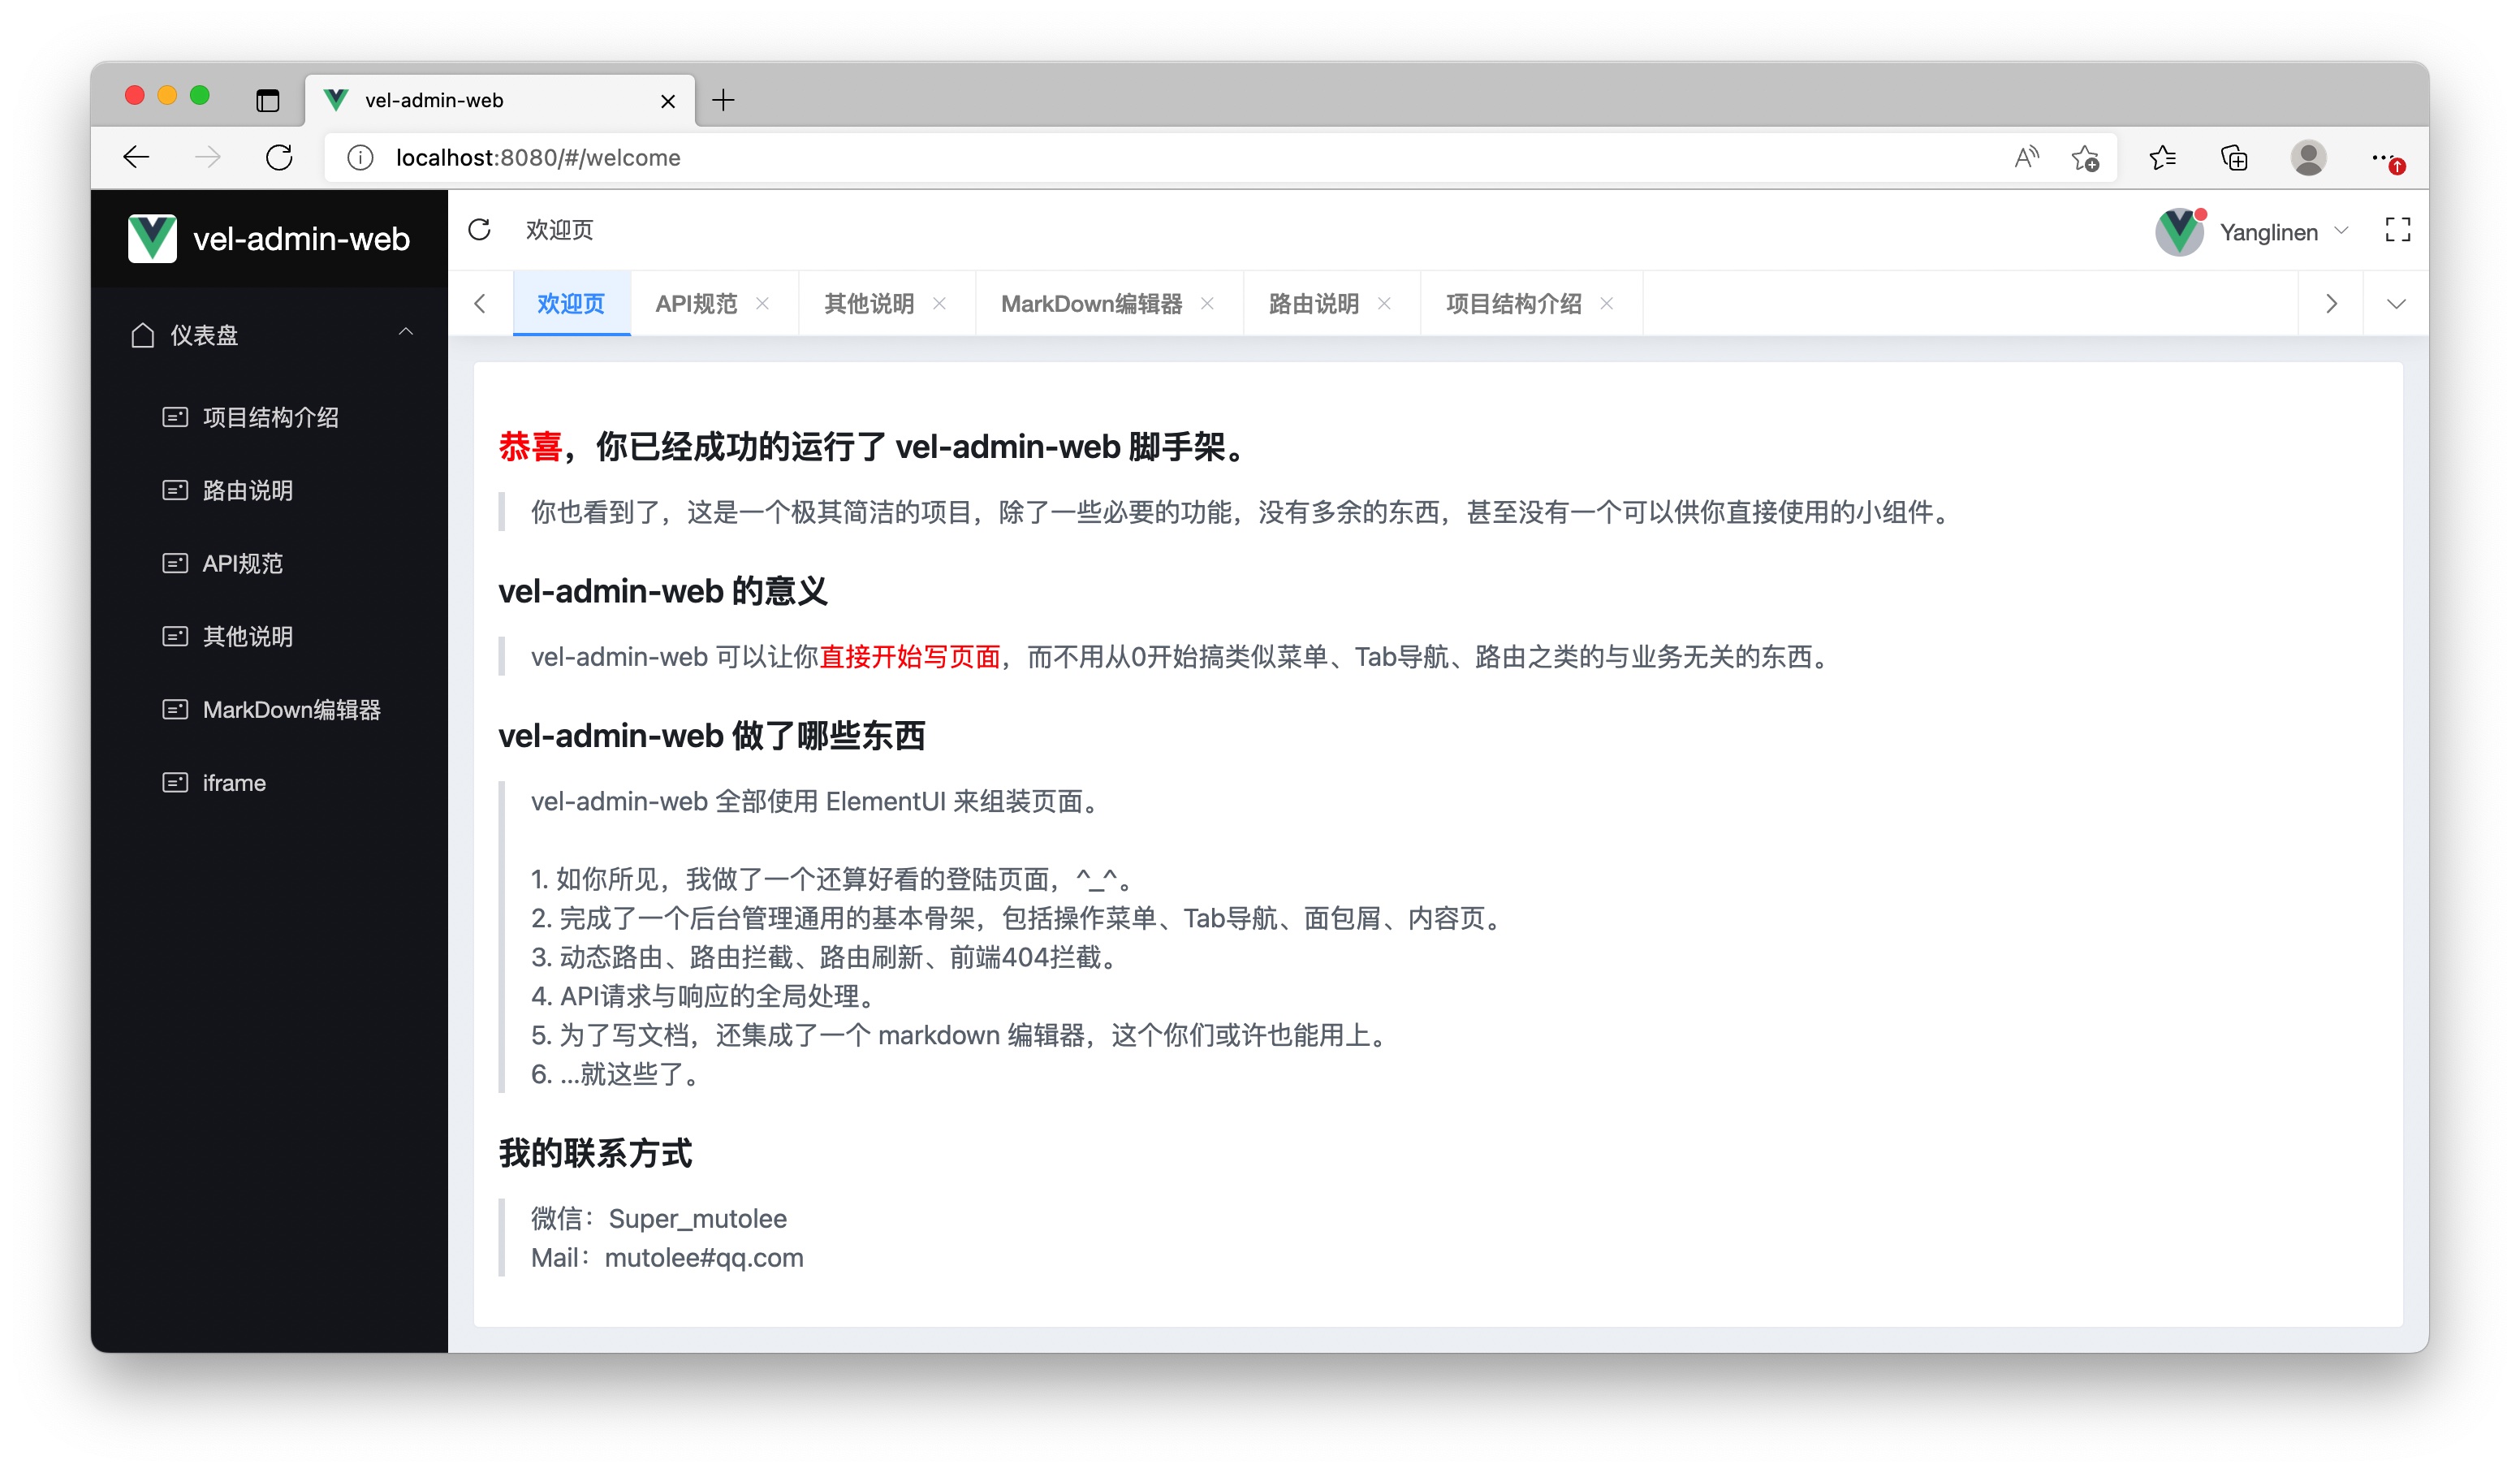 vel-admin-web
localhost:8080/#/welcome
vel-admin-web
欢迎页
Yanglinen
欢迎页
API规范
其他说明
MarkDown编辑器
路由说明
项目结构介绍
仪表盘
项目结构介绍
路由说明
API规范
其他说明
MarkDown编辑器
iframe
恭喜，你已经成功的运行了 vel-admin-web 脚手架。
你也看到了，这是一个极其简洁的项目，除了一些必要的功能，没有多余的东西，甚至没有一个可以供你直接使用的小组件。
vel-admin-web 的意义
vel-admin-web 可以让你直接开始写页面，而不用从0开始搞类似菜单、Tab导航、路由之类的与业务无关的东西。
vel-admin-web 做了哪些东西
vel-admin-web 全部使用 ElementUI 来组装页面。
1. 如你所见，我做了一个还算好看的登陆页面，^_^。
2. 完成了一个后台管理通用的基本骨架，包括操作菜单、Tab导航、面包屑、内容页。
3. 动态路由、路由拦截、路由刷新、前端404拦截。
4. API请求与响应的全局处理。
5. 为了写文档，还集成了一个 markdown 编辑器，这个你们或许也能用上。
6. ...就这些了。
我的联系方式
微信：Super_mutolee
Mail：mutolee#qq.com